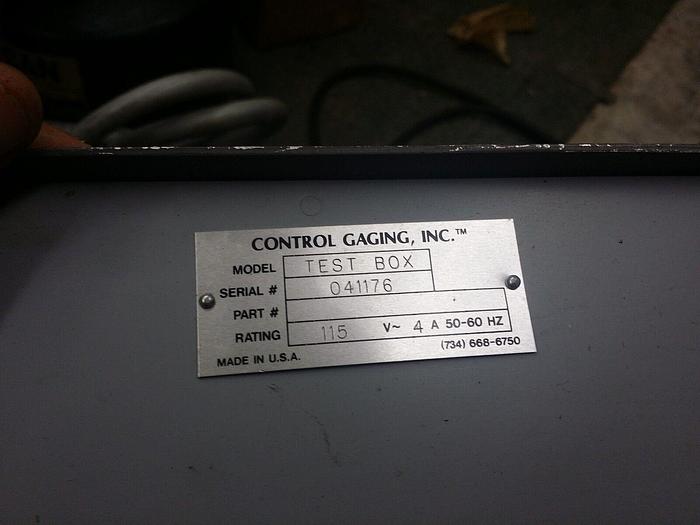 CONTROL GAGING, INC.™
MODEL TEST BOX
SERIAL # 041176
PART #
RATING 115 V~ 4 A 50-60 HZ
MADE IN U.S.A. (734) 668-6750